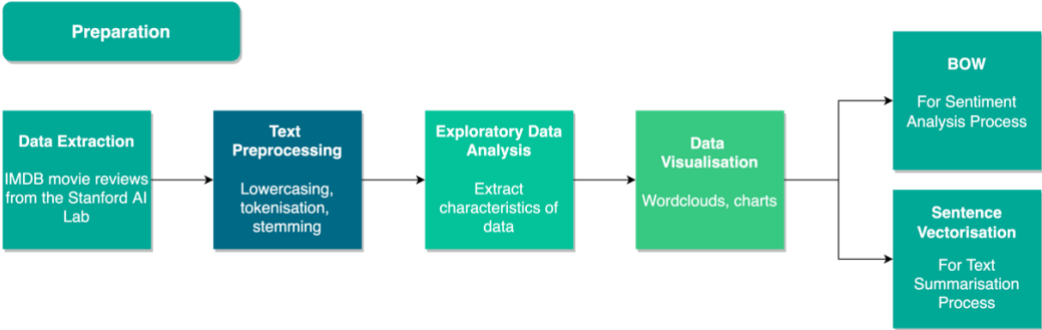 Preparation
Data Extraction
IMDB movie reviews
from the Stanford AI
Lab
Text
Preprocessing
Lowercasing,
tokenisation,
stemming
Exploratory Data
Analysis
Extract
characteristics of
data
Data
Visualisation
Wordclouds, charts
BOW
For Sentiment
Analysis Process
Sentence
Vectorisation
For Text
Summarisation
Process